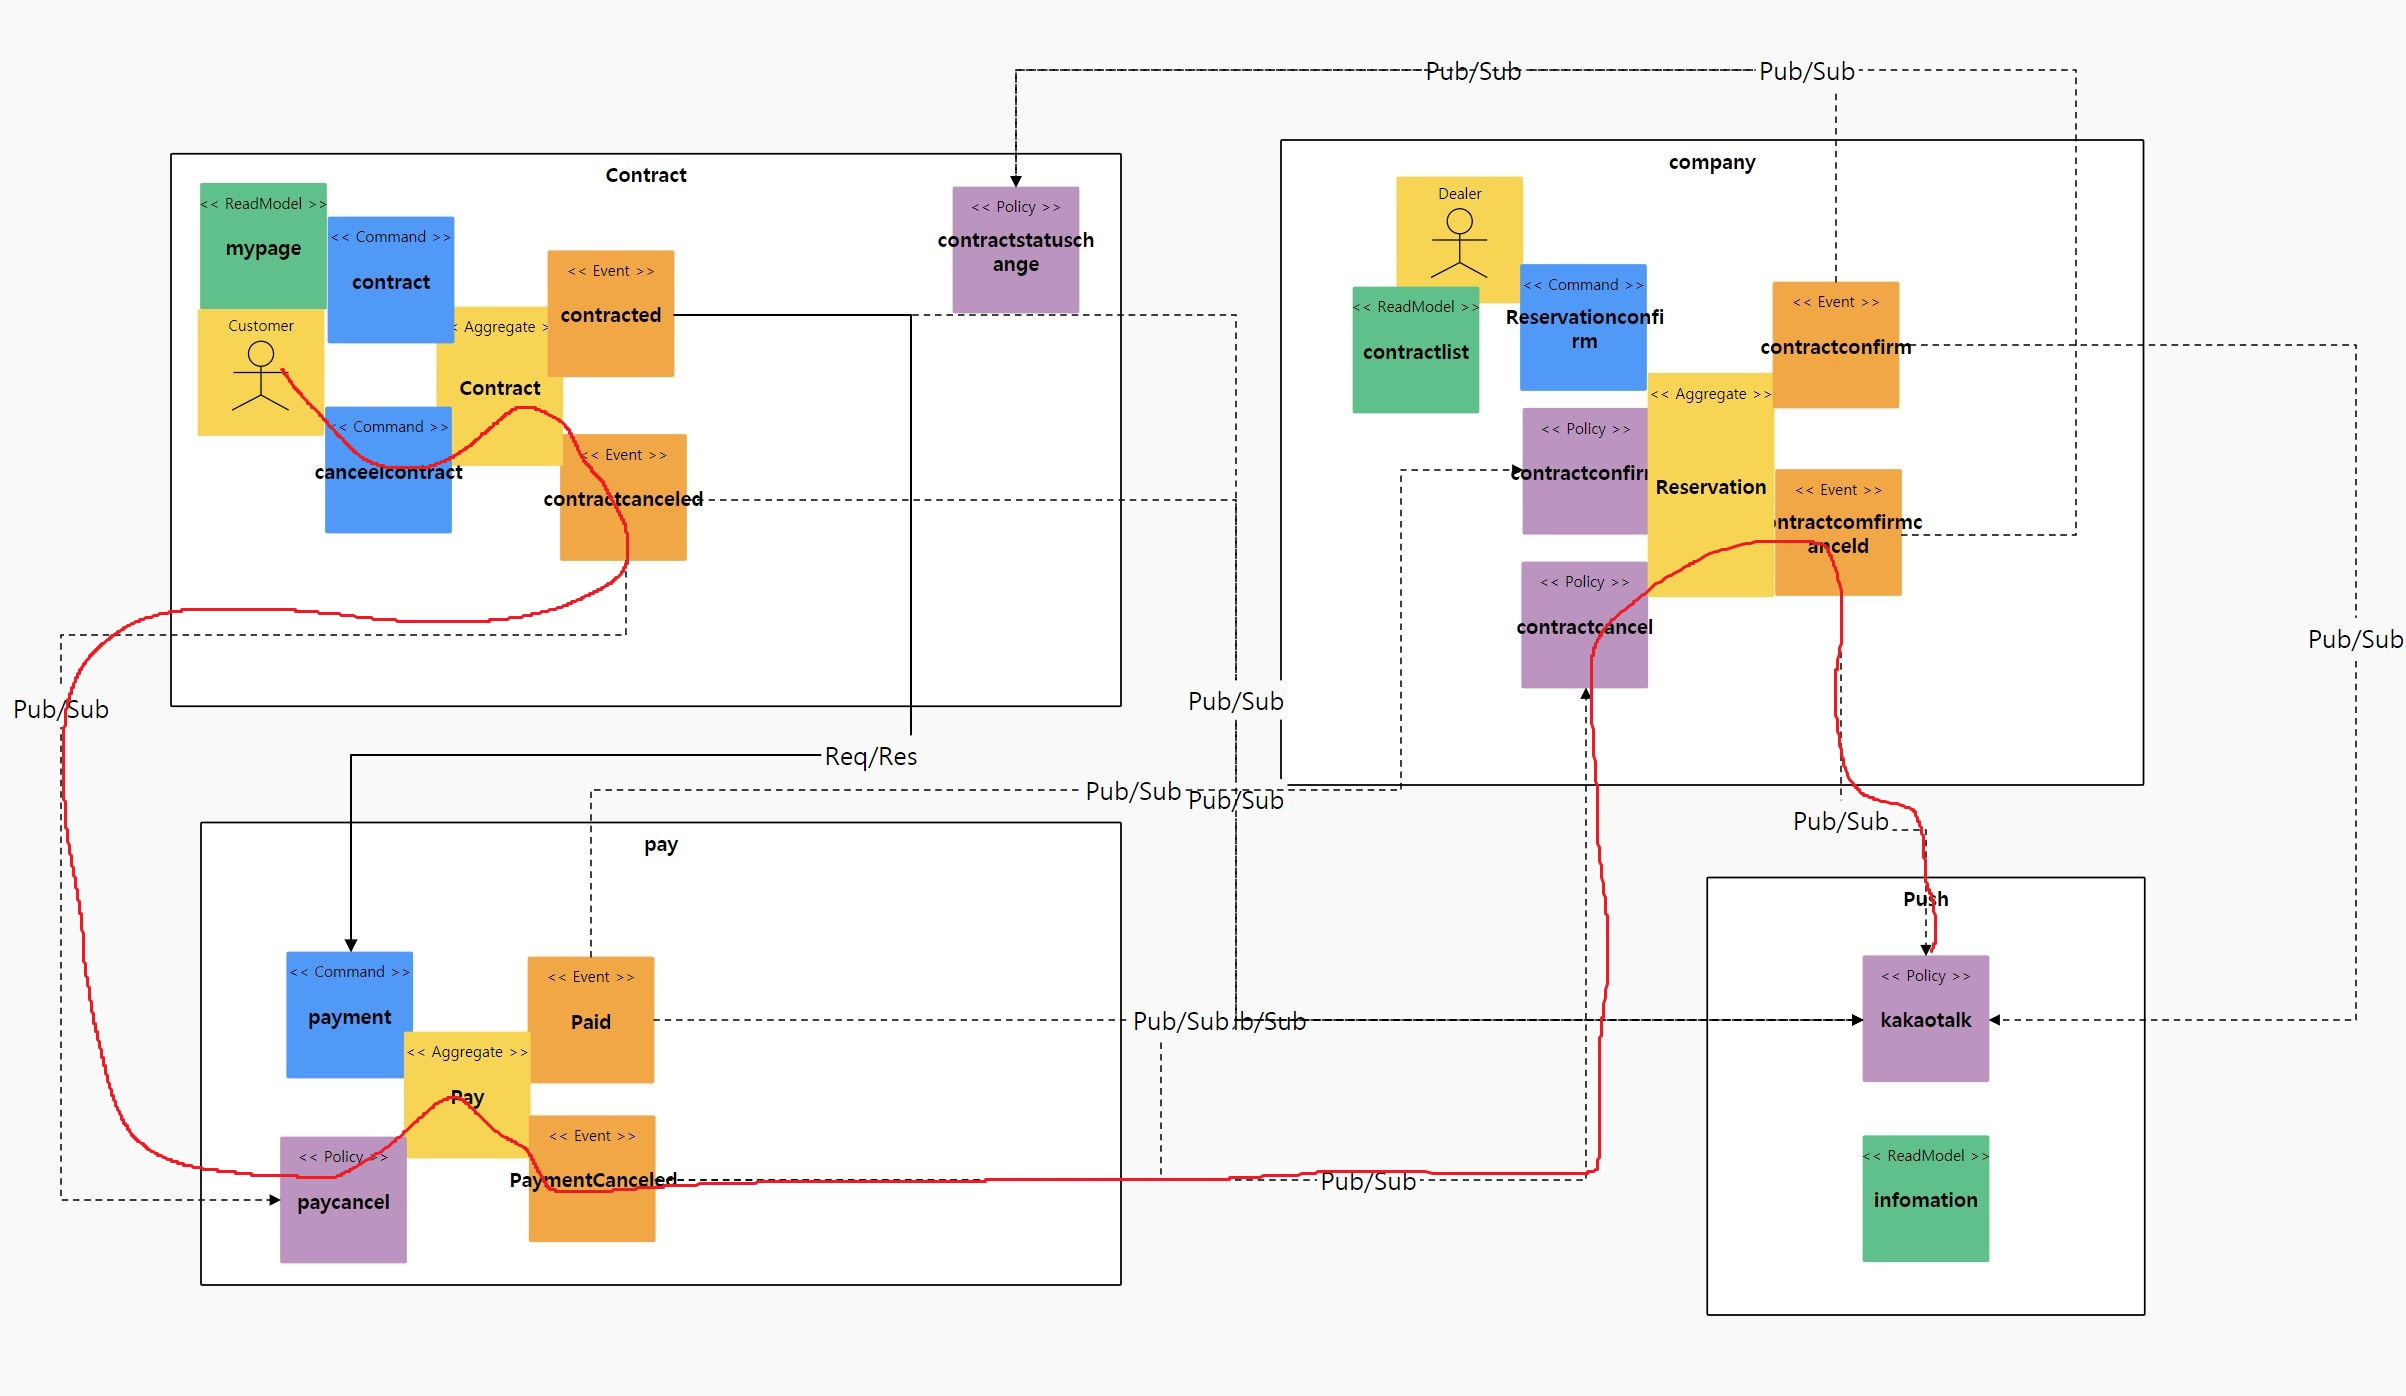 Pub/Sub
Pub/Sub
Contract
<< ReadModel >>
mypage
<< Command >>
contract
<< Event >>
contracted
<< Policy >>
contractstatusch
ange
Customer
< Aggregate >
Contract
<< Command >>
canceelcontract
<< Event >>
contractcanceled
company
Dealer
<< ReadModel >>
contractlist
<< Command >>
Reservationconfi
rm
<< Event >>
contractconfirm
<< Policy >>
contractconfir
<< Aggregate >>
Reservation
<< Event >>
ntractcomfirmc
anceld
<< Policy >>
contractcancel
Pub/Sub
Pub/Sub
Pub/Sub
Req/Res
Pub/Sub
Pub/Sub
Pub/Sub
pay
<< Command >>
payment
<< Event >>
Paid
<< Aggregate >>
Pay
<< Policy >>
paycancel
<< Event >>
PaymentCanceled
Pub/Sub
b/Sub
Pub/Sub
Push
<< Policy >>
kakaotalk
<< ReadModel >>
infomation